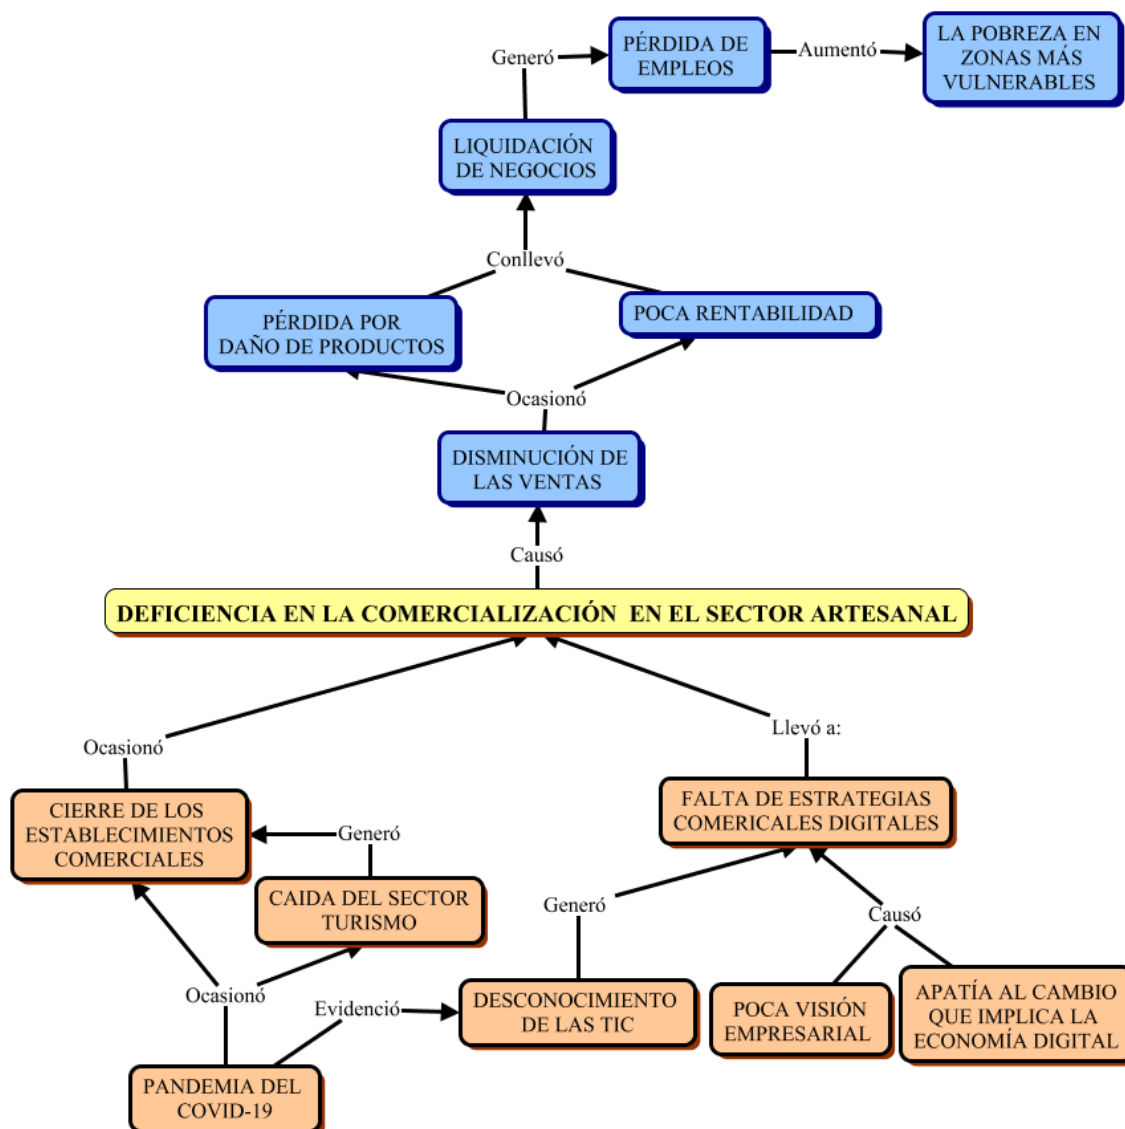 Generó
PÉRDIDA DE
EMPLEOS
Aumentó
LA POBREZA EN
ZONAS MÁS
VULNERABLES
LIQUIDACIÓN
DE NEGOCIOS
Conllevó
PÉRDIDA POR
DAÑO DE PRODUCTOS
POCA RENTABILIDAD
Ocasionó
DISMINUCIÓN DE
LAS VENTAS
Causó
DEFICIENCIA EN LA COMERCIALIZACIÓN EN EL SECTOR ARTESANAL
Ocasionó
Llevó a:
CIERRE DE LOS
ESTABLECIMIENTOS
COMERCIALES
Generó
FALTA DE ESTRATEGIAS
COMERICALES DIGITALES
CAIDA DEL SECTOR
TURISMO
Generó
Causó
Ocasionó
Evidenció
DESCONOCIMIENTO
DE LAS TIC
POCA VISIÓN
EMPRESARIAL
APATÍA AL CAMBIO
QUE IMPLICA LA
ECONOMÍA DIGITAL
PANDEMIA DEL
COVID-19